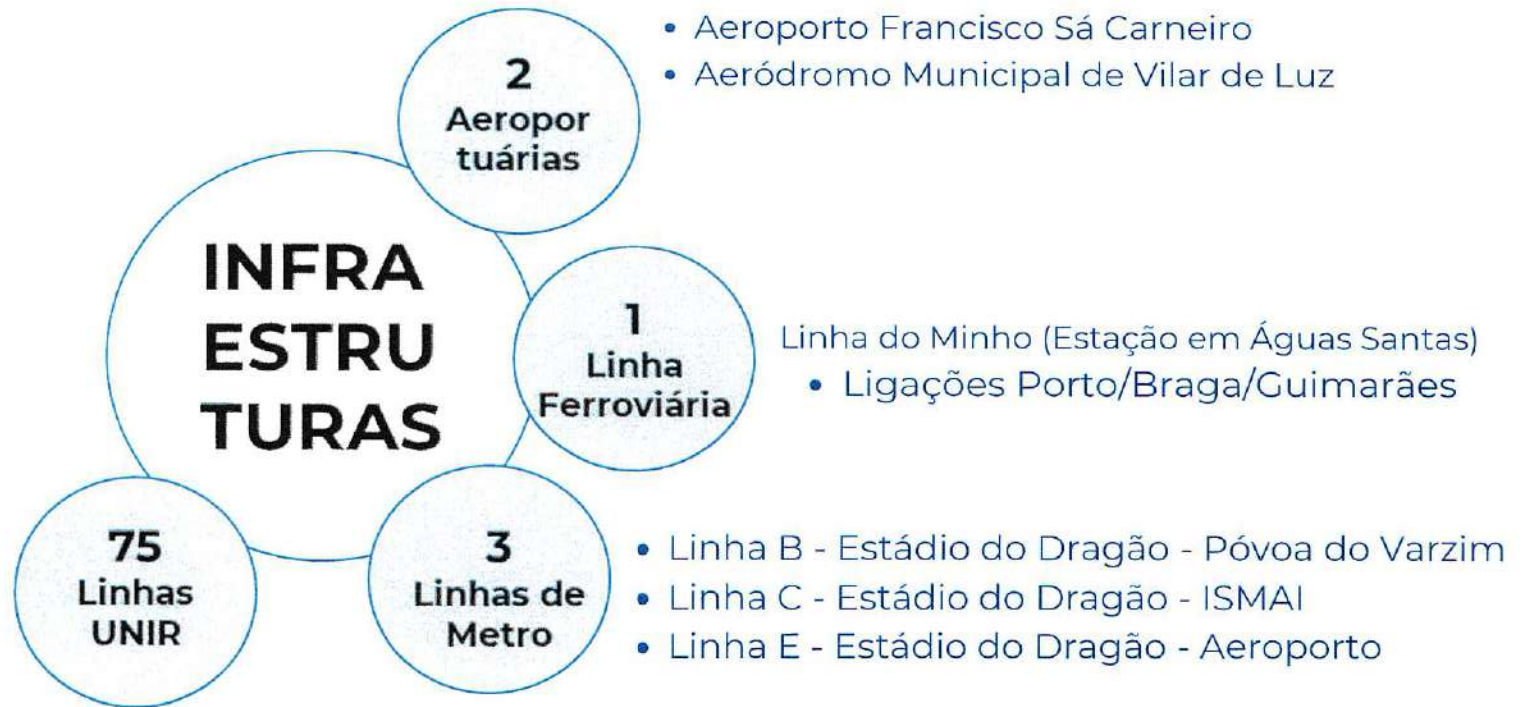 2
Aeropor
tuárias
• Aeroporto Francisco Sá Carneiro
• Aeródromo Municipal de Vilar de Luz
INFRA
ESTRU
TURAS
1
Linha
Ferroviária
Linha do Minho (Estação em Águas Santas)
• Ligações Porto/Braga/Guimarães
75
Linhas
UNIR
3
Linhas de
Metro
• Linha B - Estádio do Dragão - Póvoa do Varzim
• Linha C - Estádio do Dragão - ISMAI
• Linha E - Estádio do Dragão - Aeroporto